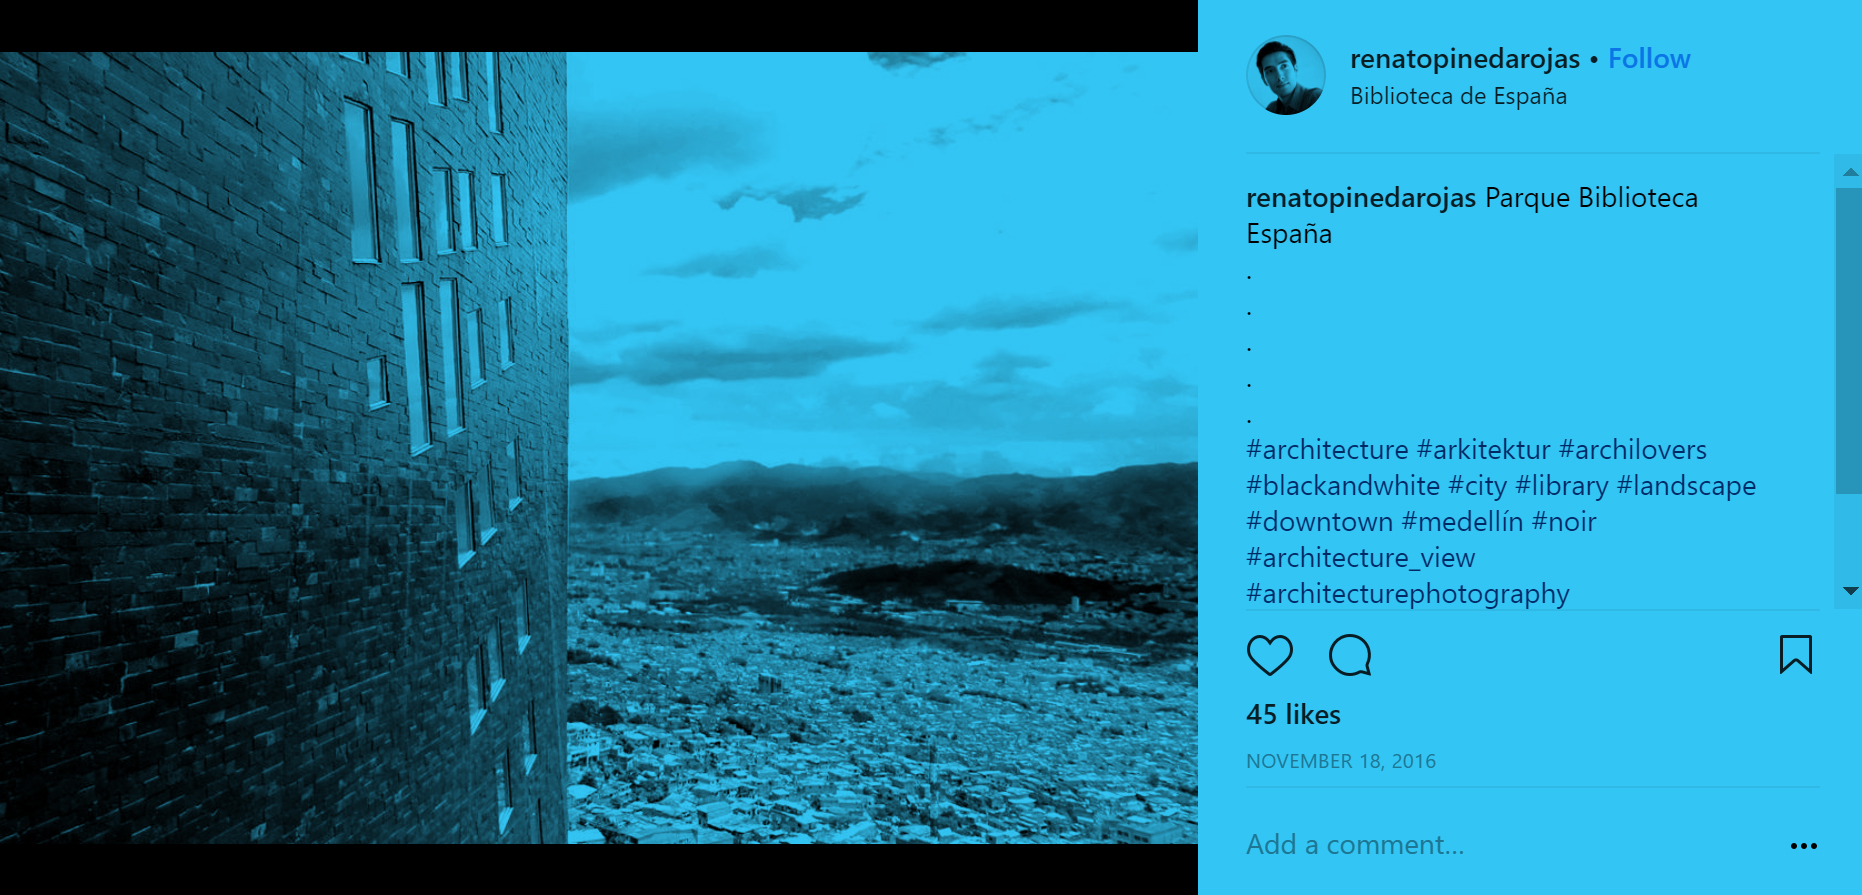 renatopinedarojas • Follow
Biblioteca de España
renatopinedarojas Parque Biblioteca
España
.
.
.
.
.
#architecture #arkitektur #archilovers
#blackandwhite #city #library #landscape
#downtown #medellín #noir
#architecture_view
#architecturephotography
45 likes
NOVEMBER 18, 2016
Add a comment...